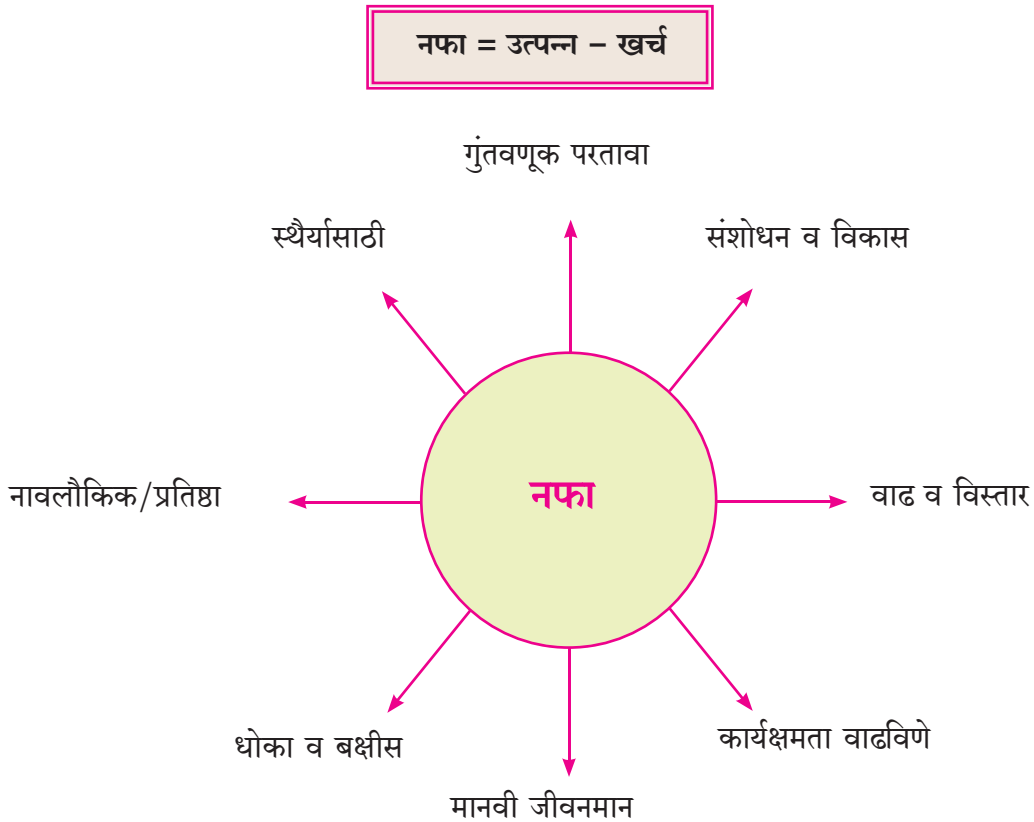 नफा = उत्पन्न – खर्च
गुंतवणूक परतावा
स्थैर्यासाठी
संशोधन व विकास
नावलौकिक/प्रतिष्ठा
नफा
वाढ व विस्तार
धोका व बक्षीस
कार्यक्षमता वाढविणे
मानवी जीवनमान